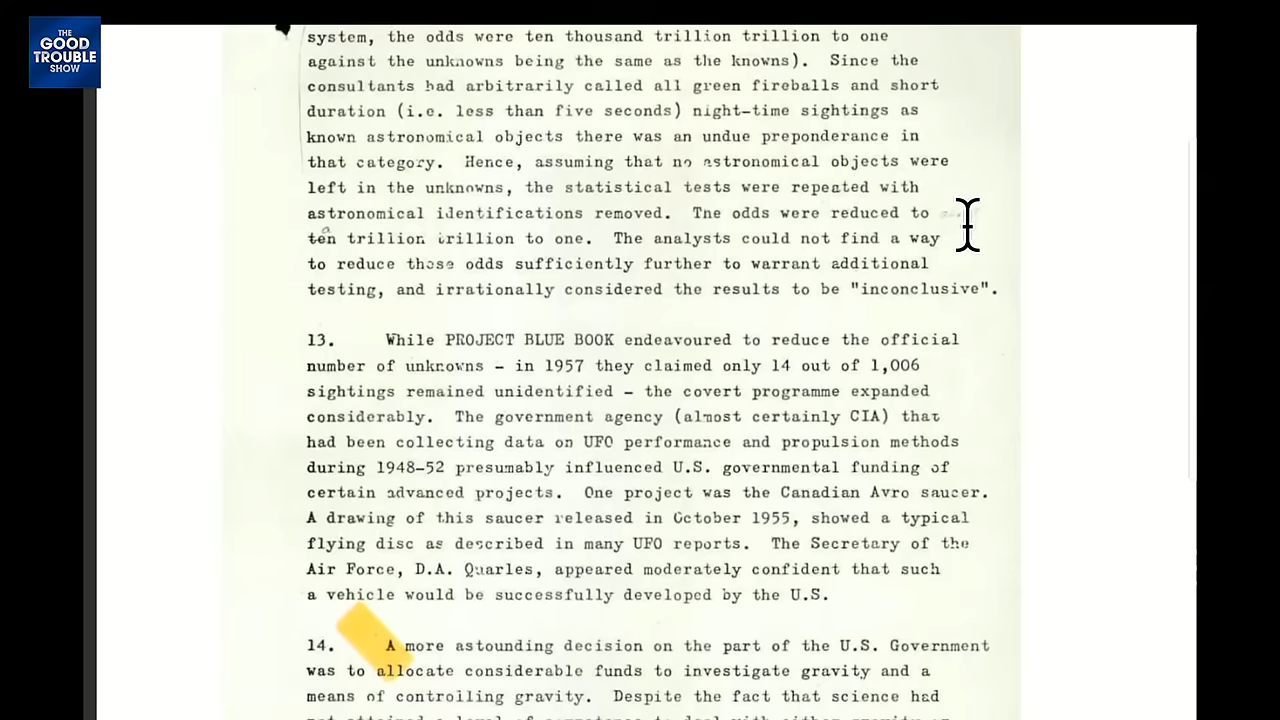 THE
GOOD
TROUBLE
SHOW
system, the odds were ten thousand trillion trillion to one
against the unknowns being the same as the knowns).  Since the
consultants had arbitrarily called all green fireballs and short
duration (i.e. less than five seconds) night-time sightings as
known astronomical objects there was an undue preponderance in
that category.  Hence, assuming that no astronomical objects were
left in the unknowns, the statistical tests were repeated with
astronomical identifications removed.  The odds were reduced to
a
ten trillion trillion to one.  The analysts could not find a way
to reduce those odds sufficiently further to warrant additional
testing, and irrationally considered the results to be "inconclusive".
13.     While PROJECT BLUE BOOK endeavoured to reduce the official
number of unknowns - in 1957 they claimed only 14 out of 1,006
sightings remained unidentified - the covert programme expanded
considerably.  The government agency (almost certainly CIA) that
had been collecting data on UFO performance and propulsion methods
during 1948-52 presumably influenced U.S. governmental funding of
certain advanced projects.  One project was the Canadian Avro saucer.
A drawing of this saucer released in October 1955, showed a typical
flying disc as described in many UFO reports.  The Secretary of the
Air Force, D.A. Quarles, appeared moderately confident that such
a vehicle would be successfully developed by the U.S.
14.     A more astounding decision on the part of the U.S. Government
was to allocate considerable funds to investigate gravity and a
means of controlling gravity.  Despite the fact that science had